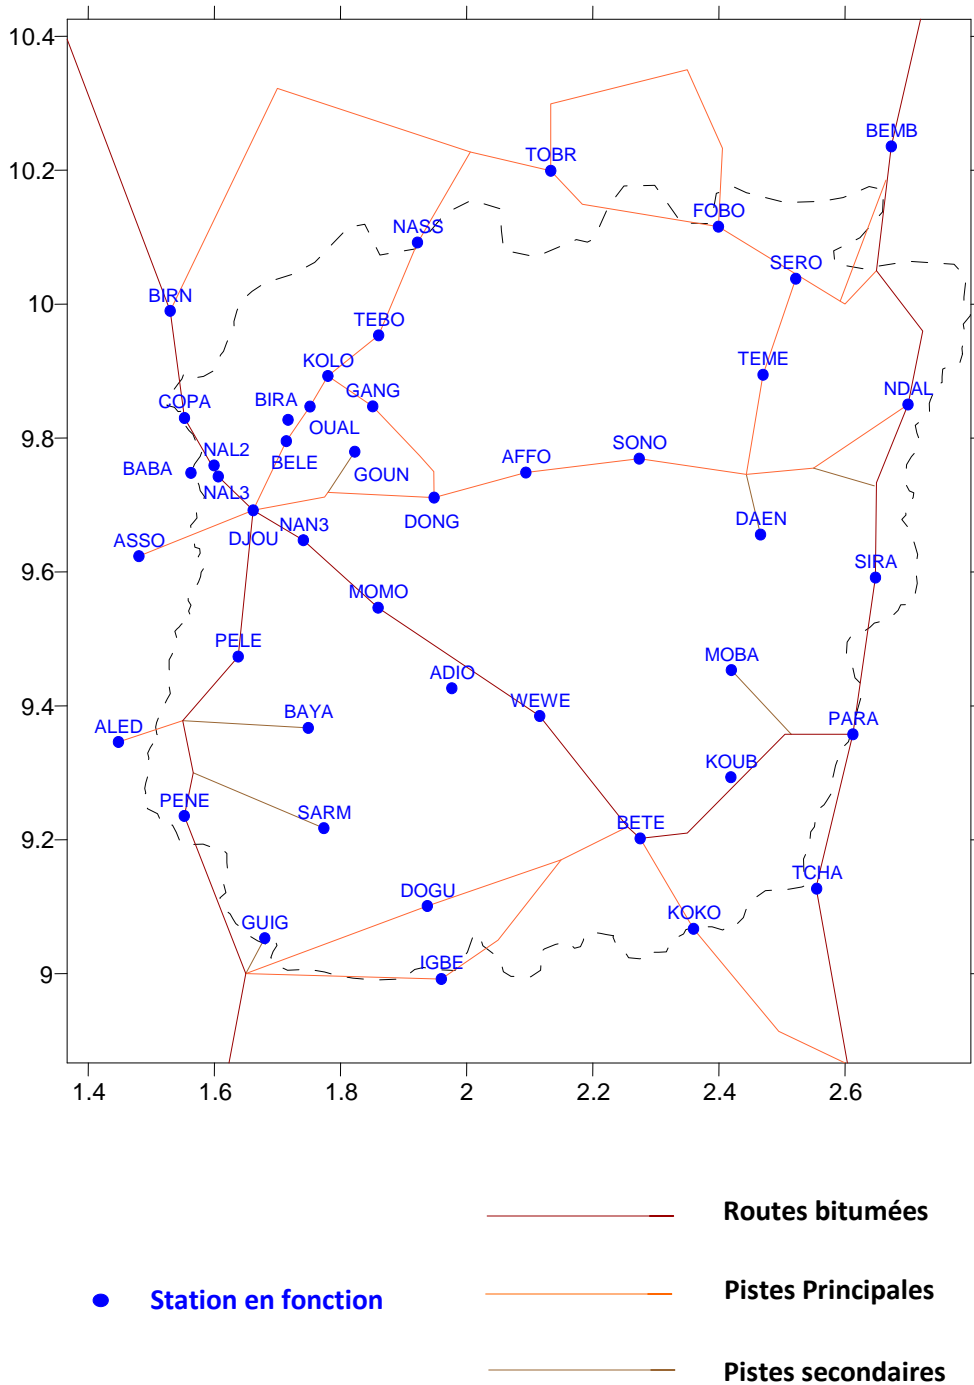 10.4
BEMB
10.2
TOBR
FOBO
NASS
SERO
10
BIRN
TEBO
KOLO
TEME
GANG
NDAL
BIRA
COPA
9.8
OUAL
SONO
NAL2
BELE
AFFO
BABA
GOUN
NAL3
DONG
DAEN
NAN3
DJOU
ASSO
9.6
SIRA
MOMO
PELE
MOBA
ADIO
WEWE
BAYA
PARA
9.4
ALED
KOUB
PENE
SARM
BETE
9.2
TCHA
DOGU
KOKO
GUIG
IGBE
9
1.4 1.6 1.8 2 2.2 2.4 2.6
Routes bitumées
Pistes Principales
Station en fonction
Pistes secondaires